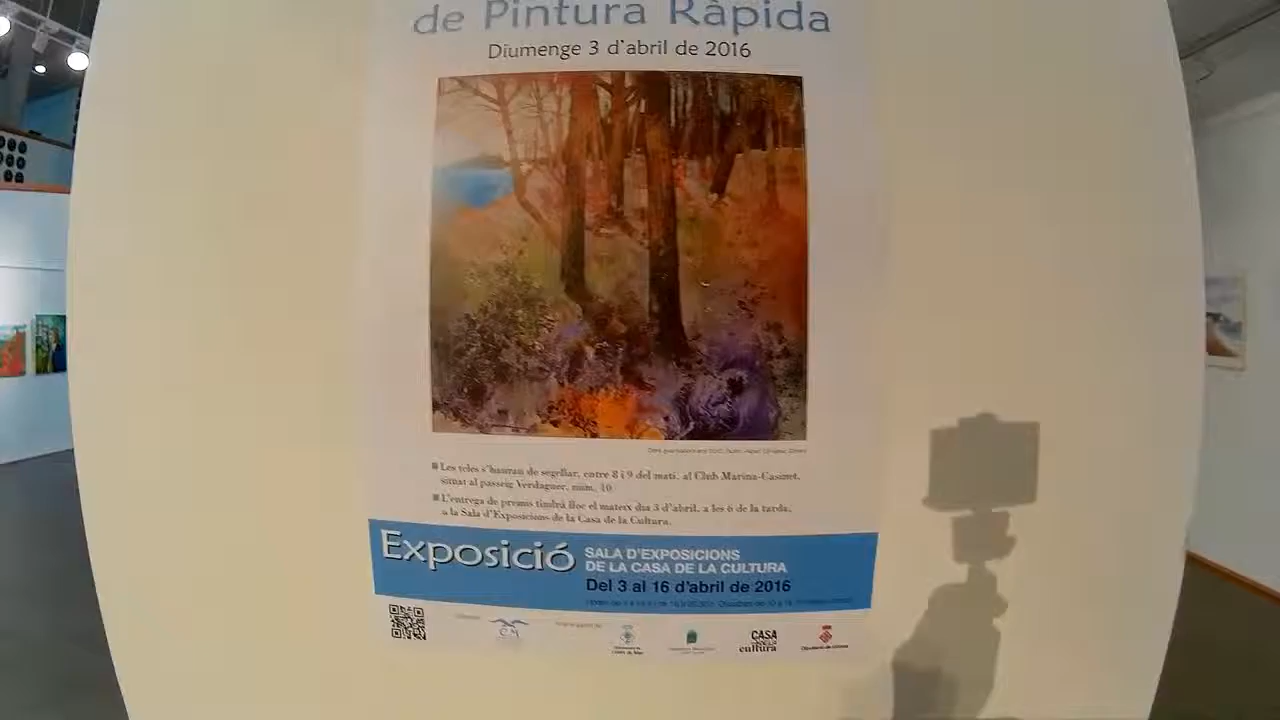 de Pintura Ràpida
Diumenge 3 d'abril de 2016
Les teles s'hauran de segellar, entre 8 i 9 del matí, al Club Marina-Casinet,
situat al passeig Verdaguer, núm. 10.
L'entrega de premis tindrà lloc el mateix dia 3 d'abril, a les 6 de la tarda,
a la Sala d'Exposicions de la Casa de la Cultura.
Exposició
SALA D'EXPOSICIONS
DE LA CASA DE LA CULTURA
Del 3 al 16 d'abril de 2016
CASA
cultura